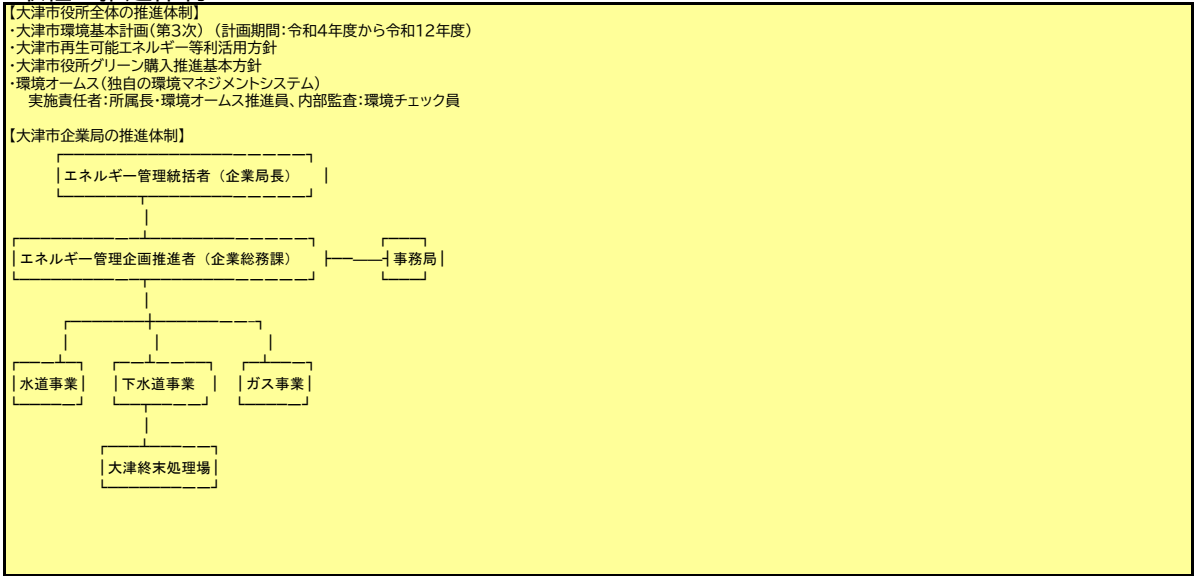 【大津市役所全体の推進体制】
・大津市環境基本計画(第3次) (計画期間:令和4年度から令和12年度)
・大津市再生可能エネルギー等利活用方針
・大津市役所グリーン購入推進基本方針
・環境オームス(独自の環境マネジメントシステム)
実施責任者:所属長・環境オームス推進員、内部監査:環境チェック員
【大津市企業局の推進体制】
エネルギー管理統括者(企業局長)
エネルギー管理企画推進者(企業総務課) 事務局
水道事業 下水道事業 ガス事業
大津終末処理場